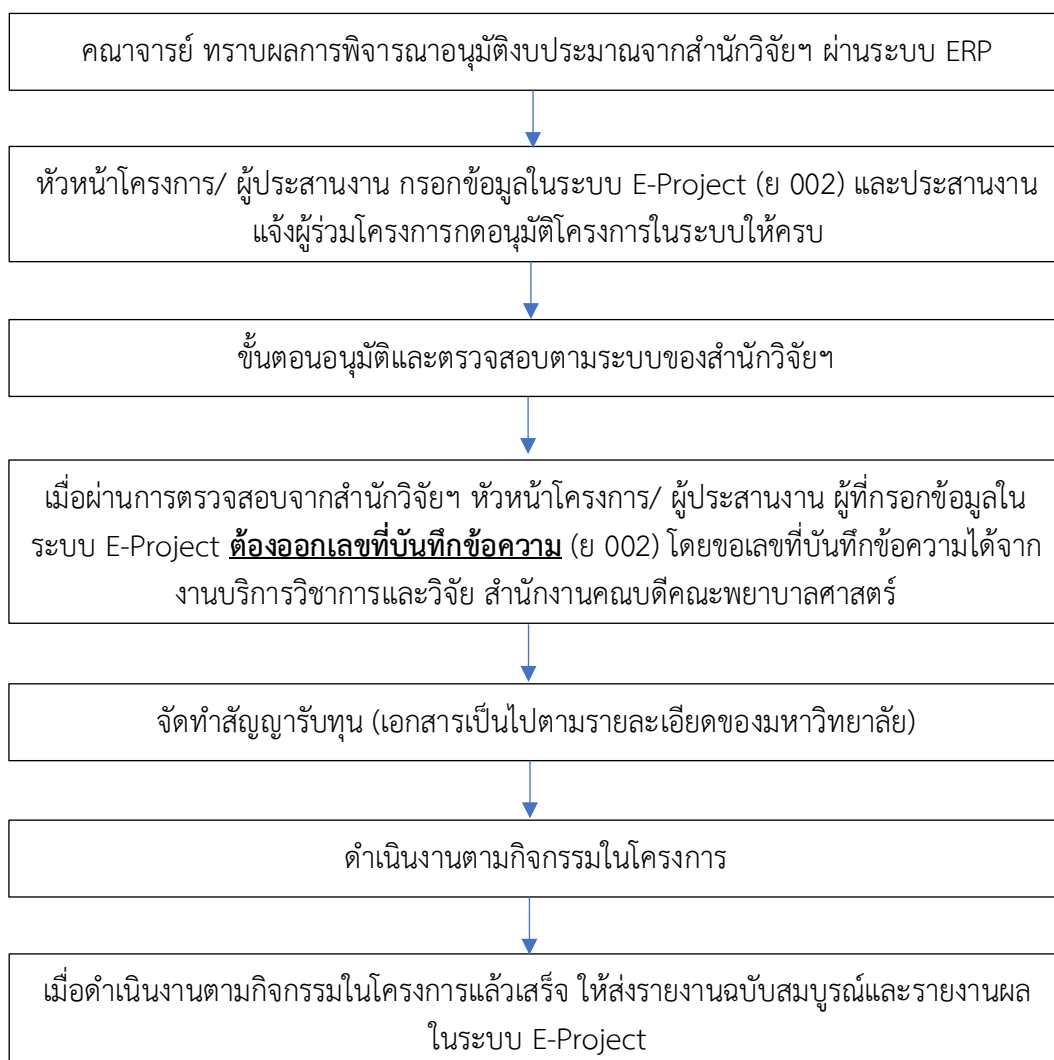 คณาจารย์ ทราบผลการพิจารณาอนุมัติงบประมาณจากสำนักวิจัยฯ ผ่านระบบ ERP
หัวหน้าโครงการ/ ผู้ประสานงาน กรอกข้อมูลในระบบ E-Project (ย 002) และประสานงาน
แจ้งผู้ร่วมโครงการกดอนุมัติโครงการในระบบให้ครบ
ขั้นตอนอนุมัติและตรวจสอบตามระบบของสำนักวิจัยฯ
เมื่อผ่านการตรวจสอบจากสำนักวิจัยฯ หัวหน้าโครงการ/ ผู้ประสานงาน ผู้ที่กรอกข้อมูลใน
ระบบ E-Project ต้องออกเลขที่บันทึกข้อความ (ย 002) โดยขอเลขที่บันทึกข้อความได้จาก
งานบริการวิชาการและวิจัย สำนักงานคณบดีคณะพยาบาลศาสตร์
จัดทำสัญญารับทุน (เอกสารเป็นไปตามรายละเอียดของมหาวิทยาลัย)
ดำเนินงานตามกิจกรรมในโครงการ
เมื่อดำเนินงานตามกิจกรรมในโครงการแล้วเสร็จ ให้ส่งรายงานฉบับสมบูรณ์และรายงานผล
ในระบบ E-Project